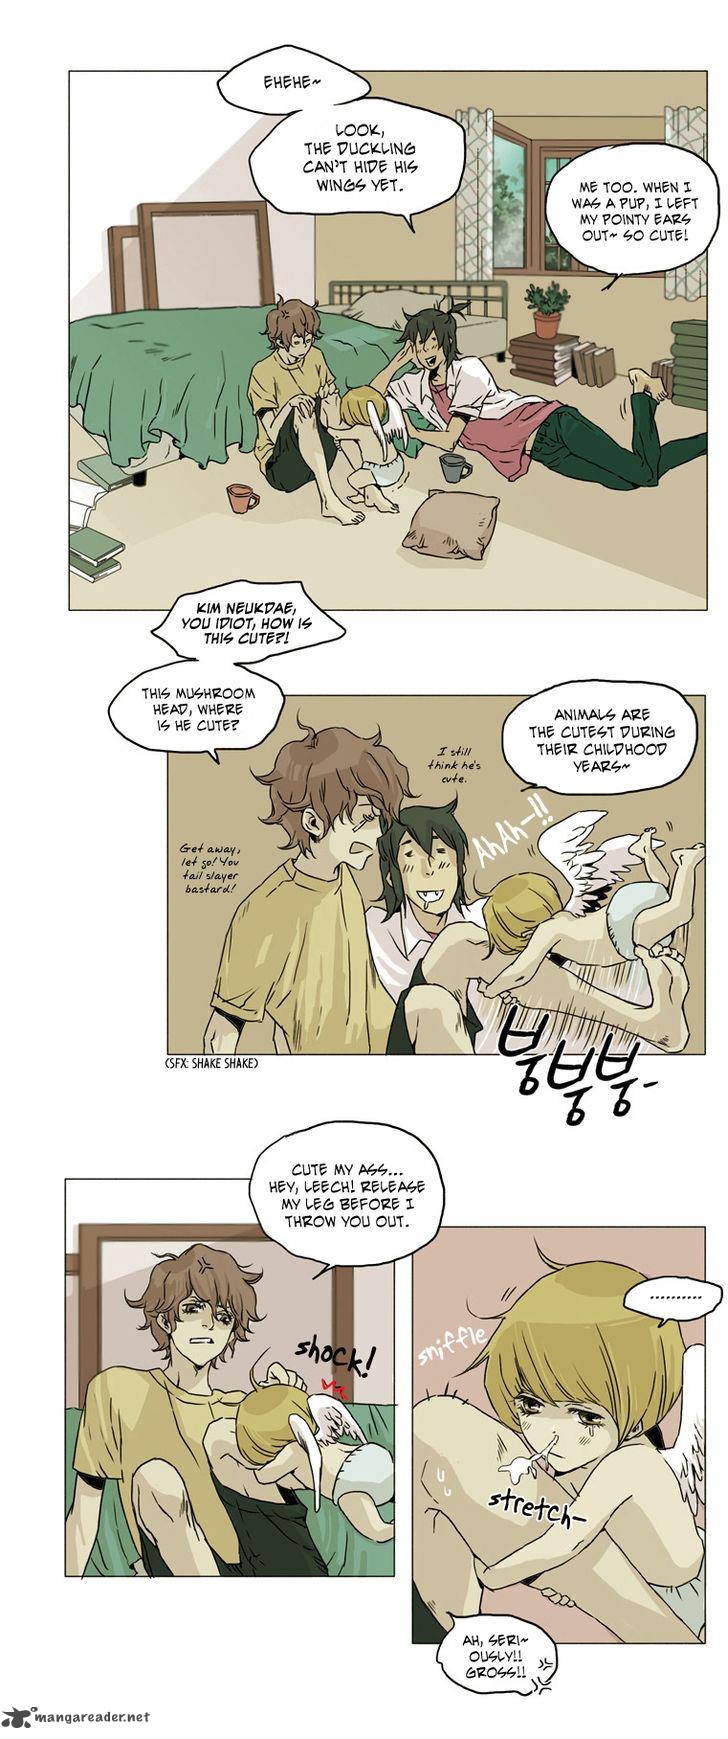 EHEHE~
LOOK,
THE DUCKLING
CAN'T HIDE HIS
WINGS YET.
ME TOO. WHEN I
WAS A PUP, I LEFT
MY POINTY EARS
OUT~ SO CUTE!
KIM NEUKDAE,
YOU IDIOT, HOW IS
THIS CUTE?!
THIS MUSHROOM
HEAD, WHERE
IS HE CUTE?
I still
think he's
cute.
ANIMALS ARE
THE CUTEST DURING
THEIR CHILDHOOD
YEARS~
AhAh~!!
Get away,
let go! You
tail slayer
bastard!
붕붕붕-
(SFX: SHAKE SHAKE)
CUTE MY ASS...
HEY, LEECH! RELEASE
MY LEG BEFORE I
THROW YOU OUT.
shock!
..........
sniffle
stretch-
AH, SERI~
OUSLY!!
GROSS!!
mangareader.net